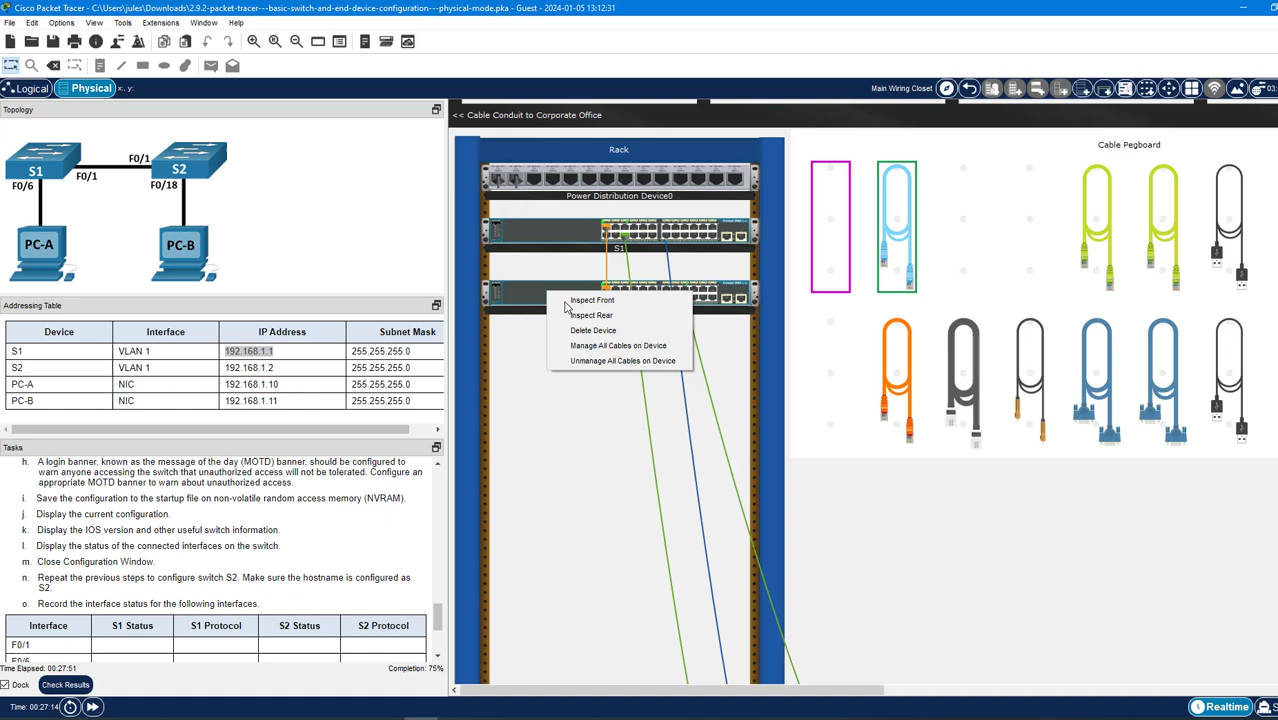 Cisco Packet Tracer - C:\Users\jules\Downloads\2.9.2-packet-tracer---basic-switch-and-end-device-configuration---physical-mode.pka - Guest - 2024-01-05 13:12:31
File Edit Options View Tools Extensions Window Help
Logical Physical x: , y: Main Wiring Closet 03:
Topology
S1 F0/6 F0/1 F0/1 S2 F0/18
PC-A PC-B
Addressing Table
Device Interface IP Address Subnet Mask
S1 VLAN 1 192.168.1.1 255.255.255.0
S2 VLAN 1 192.168.1.2 255.255.255.0
PC-A NIC 192.168.1.10 255.255.255.0
PC-B NIC 192.168.1.11 255.255.255.0
Tasks
h. A login banner, known as the message of the day (MOTD) banner, should be configured to
warn anyone accessing the switch that unauthorized access will not be tolerated. Configure an
appropriate MOTD banner to warn about unauthorized access.
i. Save the configuration to the startup file on non-volatile random access memory (NVRAM).
j. Display the current configuration.
k. Display the IOS version and other useful switch information.
l. Display the status of the connected interfaces on the switch.
m. Close Configuration Window.
n. Repeat the previous steps to configure switch S2. Make sure the hostname is configured as
S2.
o. Record the interface status for the following interfaces.
Interface S1 Status S1 Protocol S2 Status S2 Protocol
F0/1
Time Elapsed: 00:27:51 Completion: 75%
Dock Check Results
Time: 00:27:14 Realtime
<< Cable Conduit to Corporate Office
Rack
Power Distribution Device0
S1
Inspect Front
Inspect Rear
Delete Device
Manage All Cables on Device
Unmanage All Cables on Device
Cable Pegboard